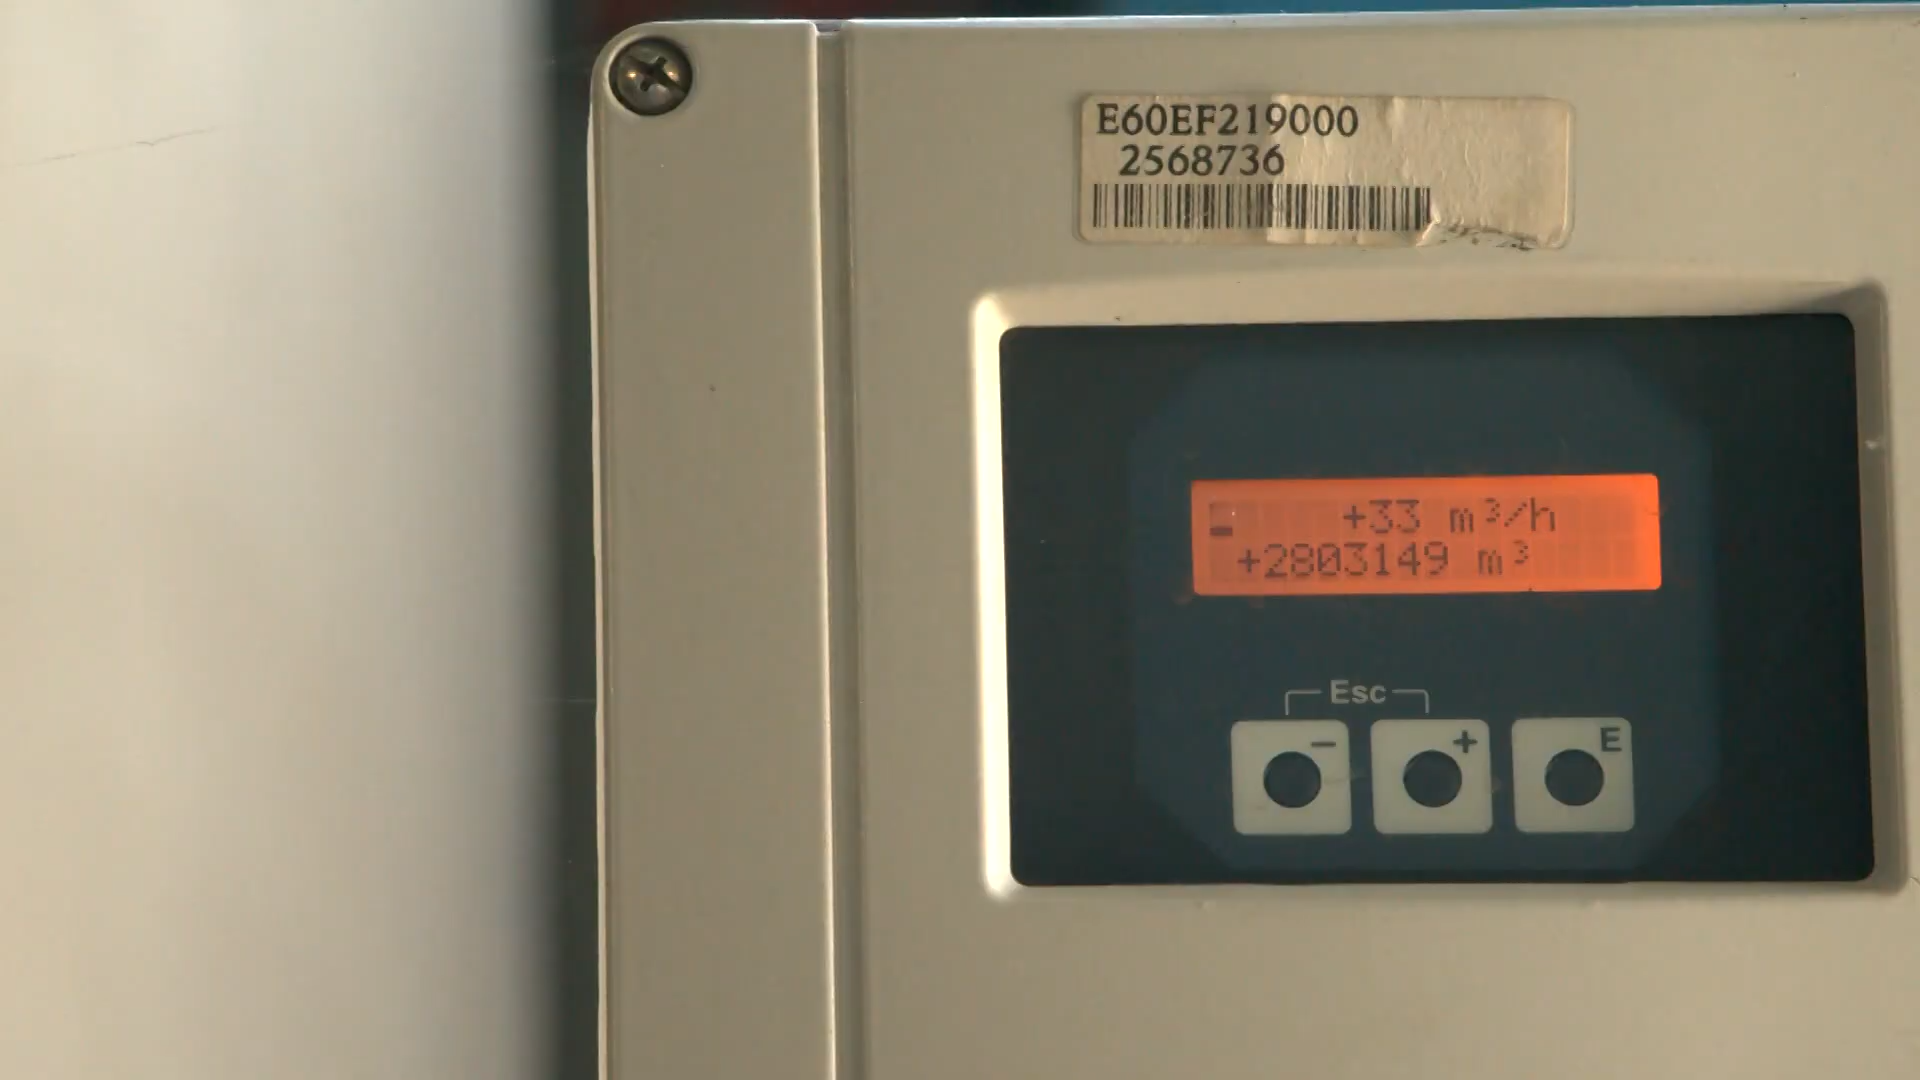 E60EF219000
2568736
+33 m³/h
+2803149 m³
Esc
- + E